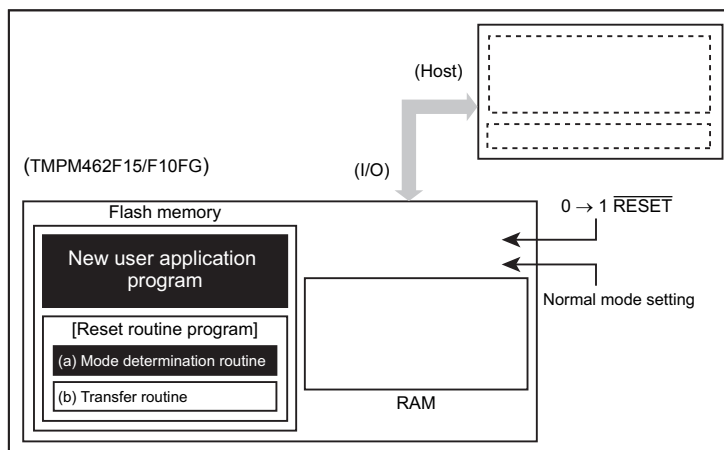 (Host)
(TMPM462F15/F10FG)
(I/O)
Flash memory
0 → 1 RESET
New user application
program
Normal mode setting
[Reset routine program]
(a) Mode determination routine
(b) Transfer routine
RAM